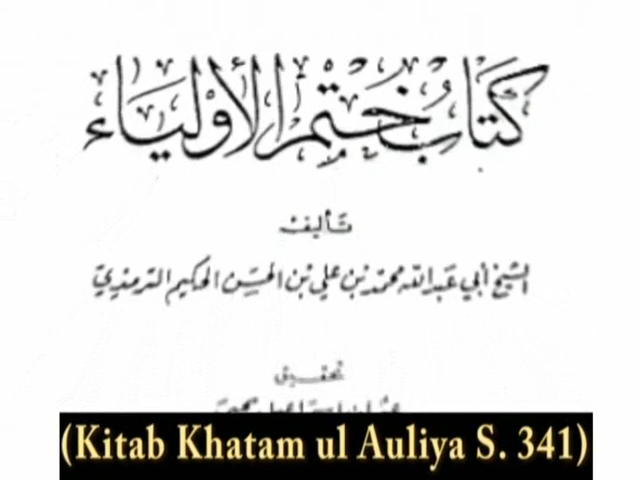 كتاب ختم الأولياء
تأليف
الشيخ أبي عبد الله محمد بن علي بن الحسن الحكيم الترمذي
تحقيق
(Kitab Khatam ul Auliya S. 341)